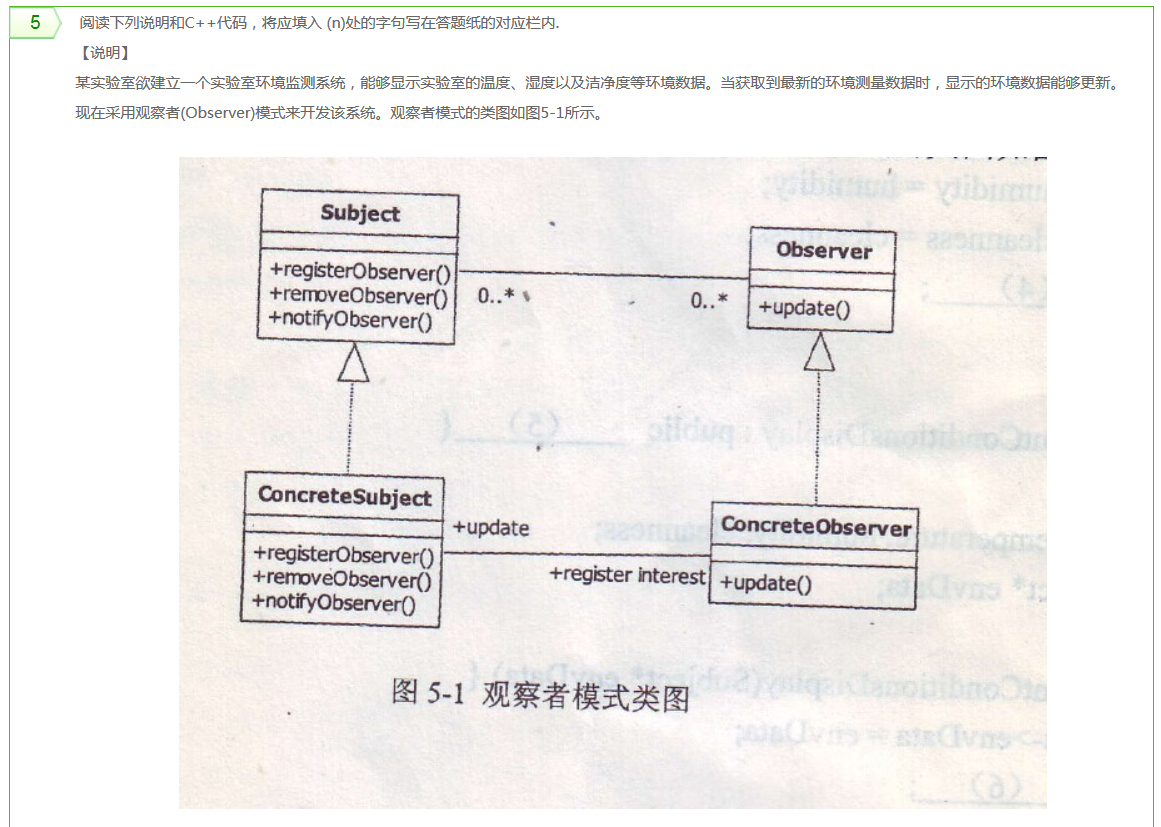 5
阅读下列说明和C++代码，将应填入 (n)处的字句写在答题纸的对应栏内.
【说明】
某实验室欲建立一个实验室环境监测系统，能够显示实验室的温度、湿度以及洁净度等环境数据。当获取到最新的环境测量数据时，显示的环境数据能够更新。
现在采用观察者(Observer)模式来开发该系统。观察者模式的类图如图5-1所示。
Subject
+registerObserver()
+removeObserver()
+notifyObserver()
0..*
0..*
Observer
+update()
ConcreteSubject
+registerObserver()
+removeObserver()
+notifyObserver()
+update
+register interest
ConcreteObserver
+update()
图 5-1 观察者模式类图